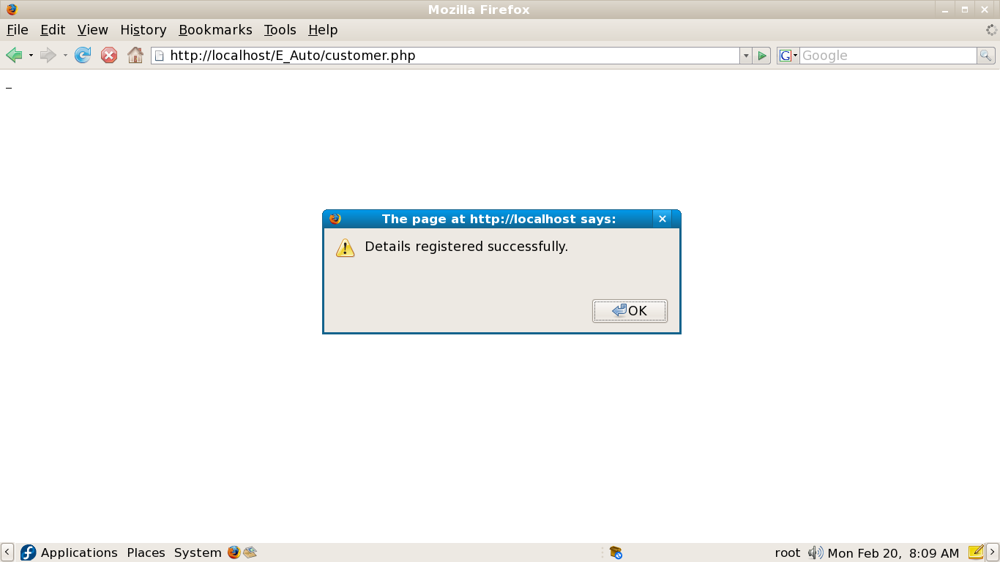 Mozilla Firefox
File Edit View History Bookmarks Tools Help
http://localhost/E_Auto/customer.php
G
Google
_
The page at http://localhost says:
Details registered successfully.
OK
Applications Places System
root Mon Feb 20, 8:09 AM